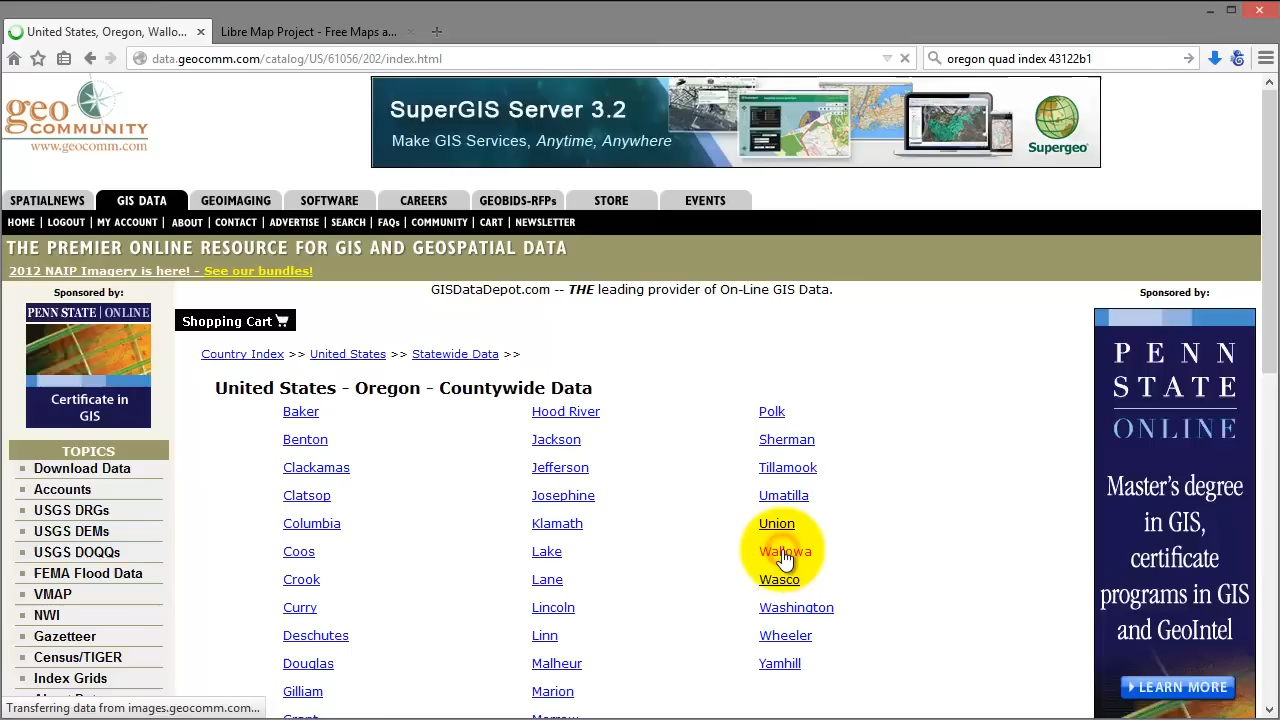 United States, Oregon, Wallo...
Libre Map Project - Free Maps a...
data.geocomm.com/catalog/US/61056/202/index.html
oregon quad index 43122b1
geo
COMMUNITY
www.geocomm.com
SuperGIS Server 3.2
Make GIS Services, Anytime, Anywhere
Supergeo
SPATIALNEWS
GIS DATA
GEOIMAGING
SOFTWARE
CAREERS
GEOBIDS-RFPs
STORE
EVENTS
HOME | LOGOUT | MY ACCOUNT | ABOUT | CONTACT | ADVERTISE | SEARCH | FAQs | COMMUNITY | CART | NEWSLETTER
THE PREMIER ONLINE RESOURCE FOR GIS AND GEOSPATIAL DATA
2012 NAIP Imagery is here! - See our bundles!
Sponsored by:
PENN STATE | ONLINE
Certificate in
GIS
TOPICS
Download Data
Accounts
USGS DRGs
USGS DEMs
USGS DOQQs
FEMA Flood Data
VMAP
NWI
Gazetteer
Census/TIGER
Index Grids
GISDataDepot.com -- THE leading provider of On-Line GIS Data.
Shopping Cart
Country Index >> United States >> Statewide Data >>
United States - Oregon - Countywide Data
Baker
Benton
Clackamas
Clatsop
Columbia
Coos
Crook
Curry
Deschutes
Douglas
Gilliam
Hood River
Jackson
Jefferson
Josephine
Klamath
Lake
Lane
Lincoln
Linn
Malheur
Marion
Polk
Sherman
Tillamook
Umatilla
Union
Wallowa
Wasco
Washington
Wheeler
Yamhill
Sponsored by:
PENN
STATE
ONLINE
Master's degree
in GIS,
certificate
programs in GIS
and GeoIntel
LEARN MORE
Transferring data from images.geocomm.com...